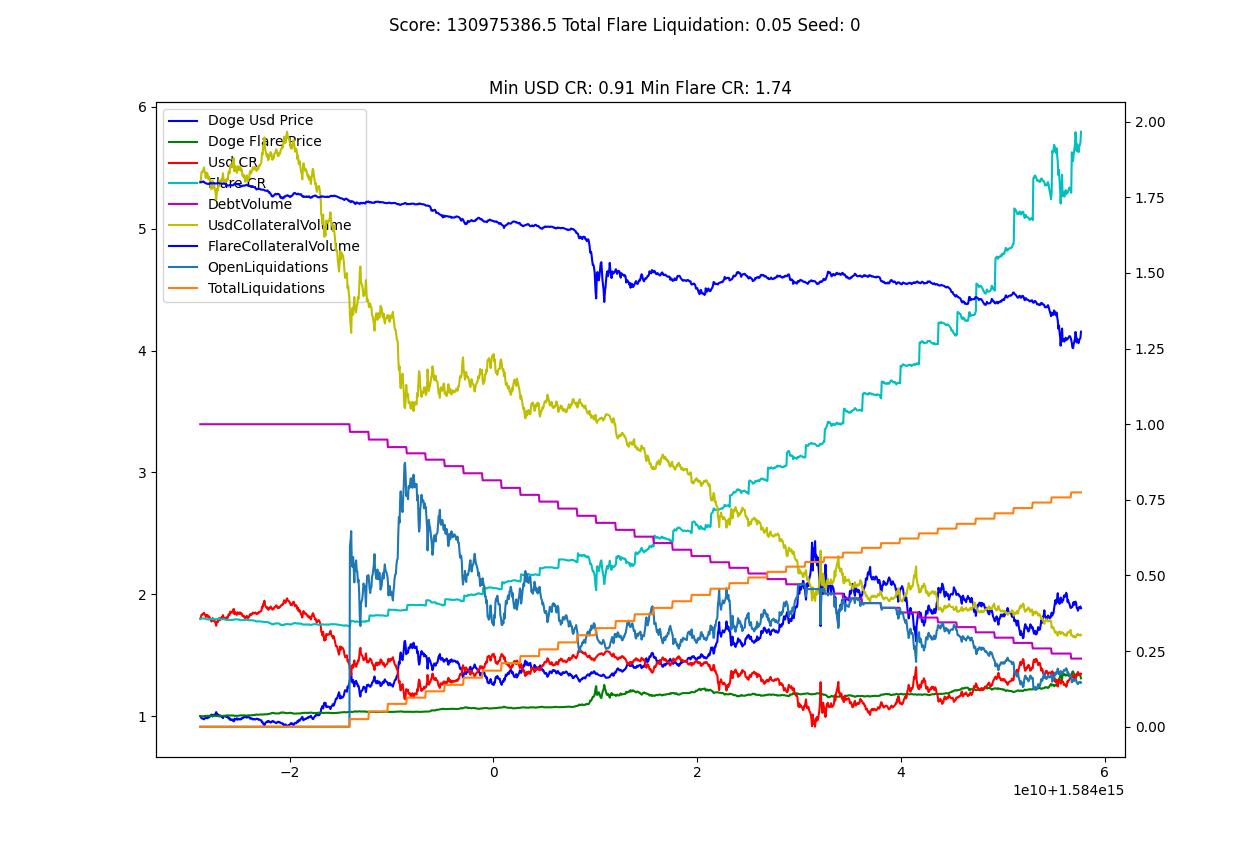 Score: 130975386.5 Total Flare Liquidation: 0.05 Seed: 0
Min USD CR: 0.91 Min Flare CR: 1.74
Doge Usd Price
Doge Flare Price
Usd CR
Flare CR
DebtVolume
UsdCollateralVolume
FlareCollateralVolume
OpenLiquidations
TotalLiquidations
6
5
4
3
2
1
2.00
1.75
1.50
1.25
1.00
0.75
0.50
0.25
0.00
−2
0
2
4
6
1e10+1.584e15